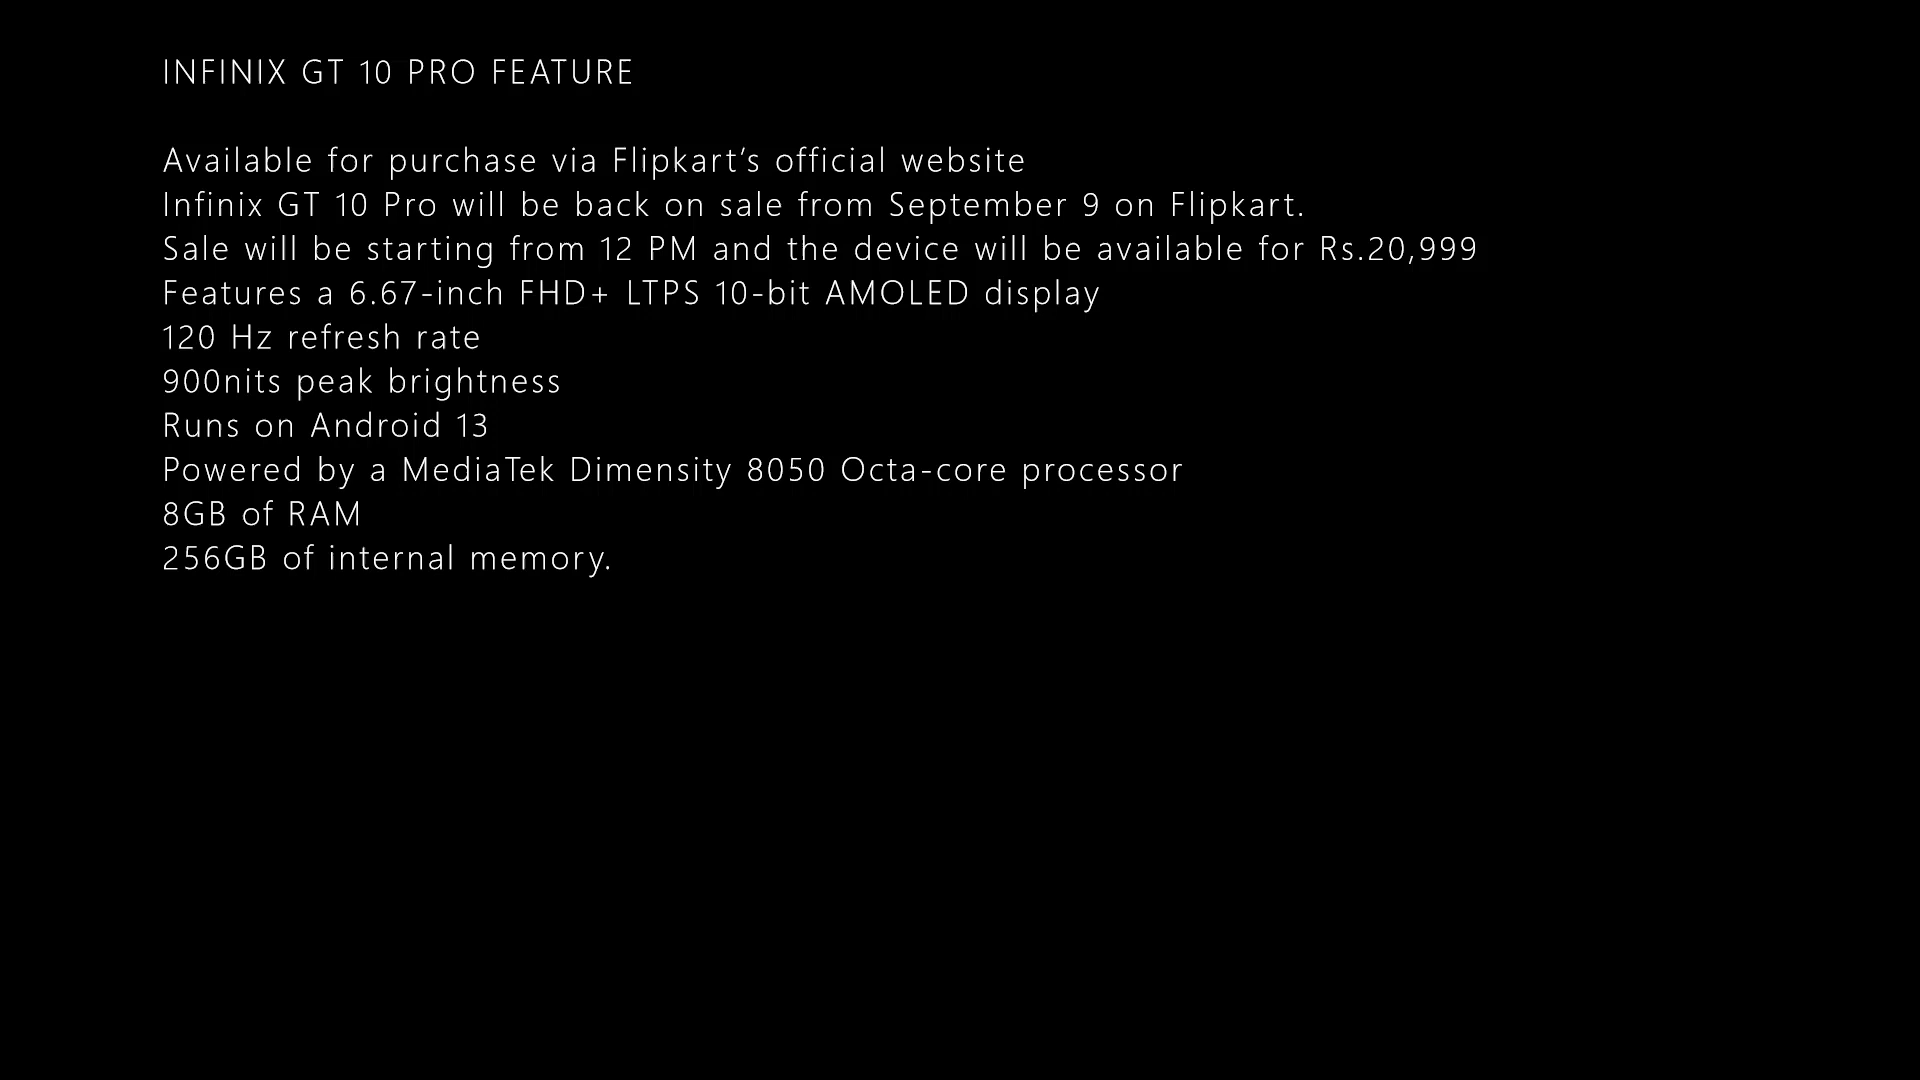 INFINIX GT 10 PRO FEATURE
Available for purchase via Flipkart’s official website
Infinix GT 10 Pro will be back on sale from September 9 on Flipkart.
Sale will be starting from 12 PM and the device will be available for Rs.20,999
Features a 6.67-inch FHD+ LTPS 10-bit AMOLED display
120 Hz refresh rate
900nits peak brightness
Runs on Android 13
Powered by a MediaTek Dimensity 8050 Octa-core processor
8GB of RAM
256GB of internal memory.